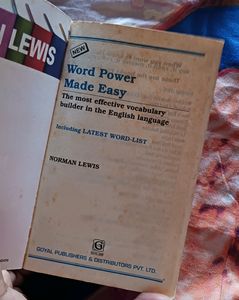 LEWIS
NEW
Word Power
Made Easy
The most effective vocabulary
builder in the English language
Including LATEST WORD-LIST
NORMAN LEWIS
G
GOYAL PUBLISHERS & DISTRIBUTORS PVT. LTD.